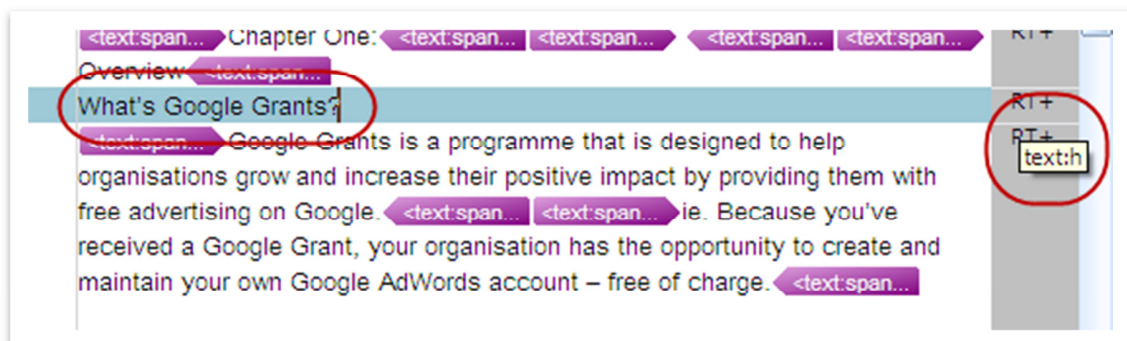 <text:span... Chapter One: <text:span... <text:span... <text:span... <text:span... RT+
Overview <text:span...
What's Google Grants? RT+
<text:span... Google Grants is a programme that is designed to help RT+
text:h
organisations grow and increase their positive impact by providing them with
free advertising on Google. <text:span... <text:span... ie. Because you've
received a Google Grant, your organisation has the opportunity to create and
maintain your own Google AdWords account – free of charge. <text:span...